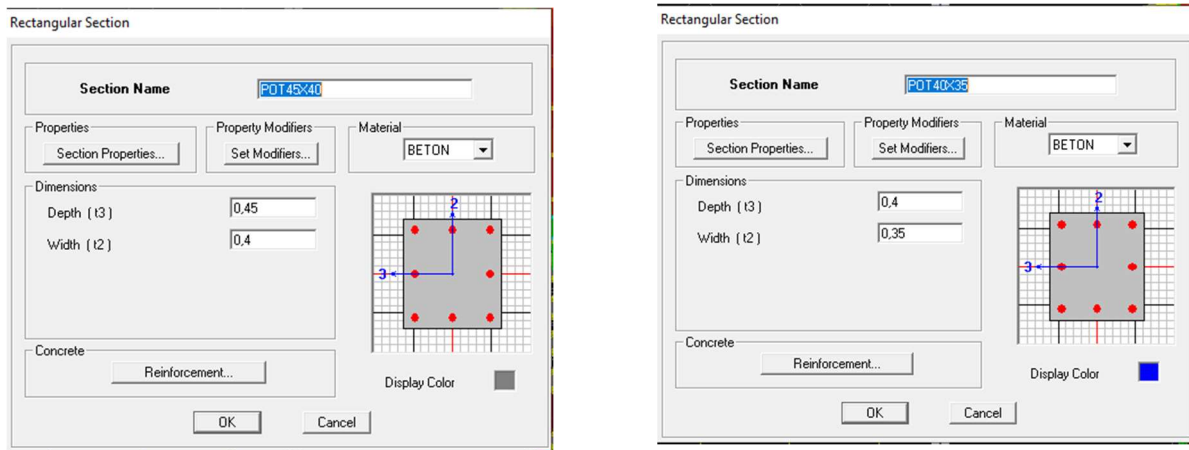 Rectangular Section
Section Name POT45X40
Properties
Section Properties...
Property Modifiers
Set Modifiers...
Material
BETON
Dimensions
Depth ( t3 ) 0,45
Width ( t2 ) 0,4
2
3
Concrete
Reinforcement...
Display Color
OK Cancel
Rectangular Section
Section Name POT40X35
Properties
Section Properties...
Property Modifiers
Set Modifiers...
Material
BETON
Dimensions
Depth ( t3 ) 0,4
Width ( t2 ) 0,35
2
3
Concrete
Reinforcement...
Display Color
OK Cancel